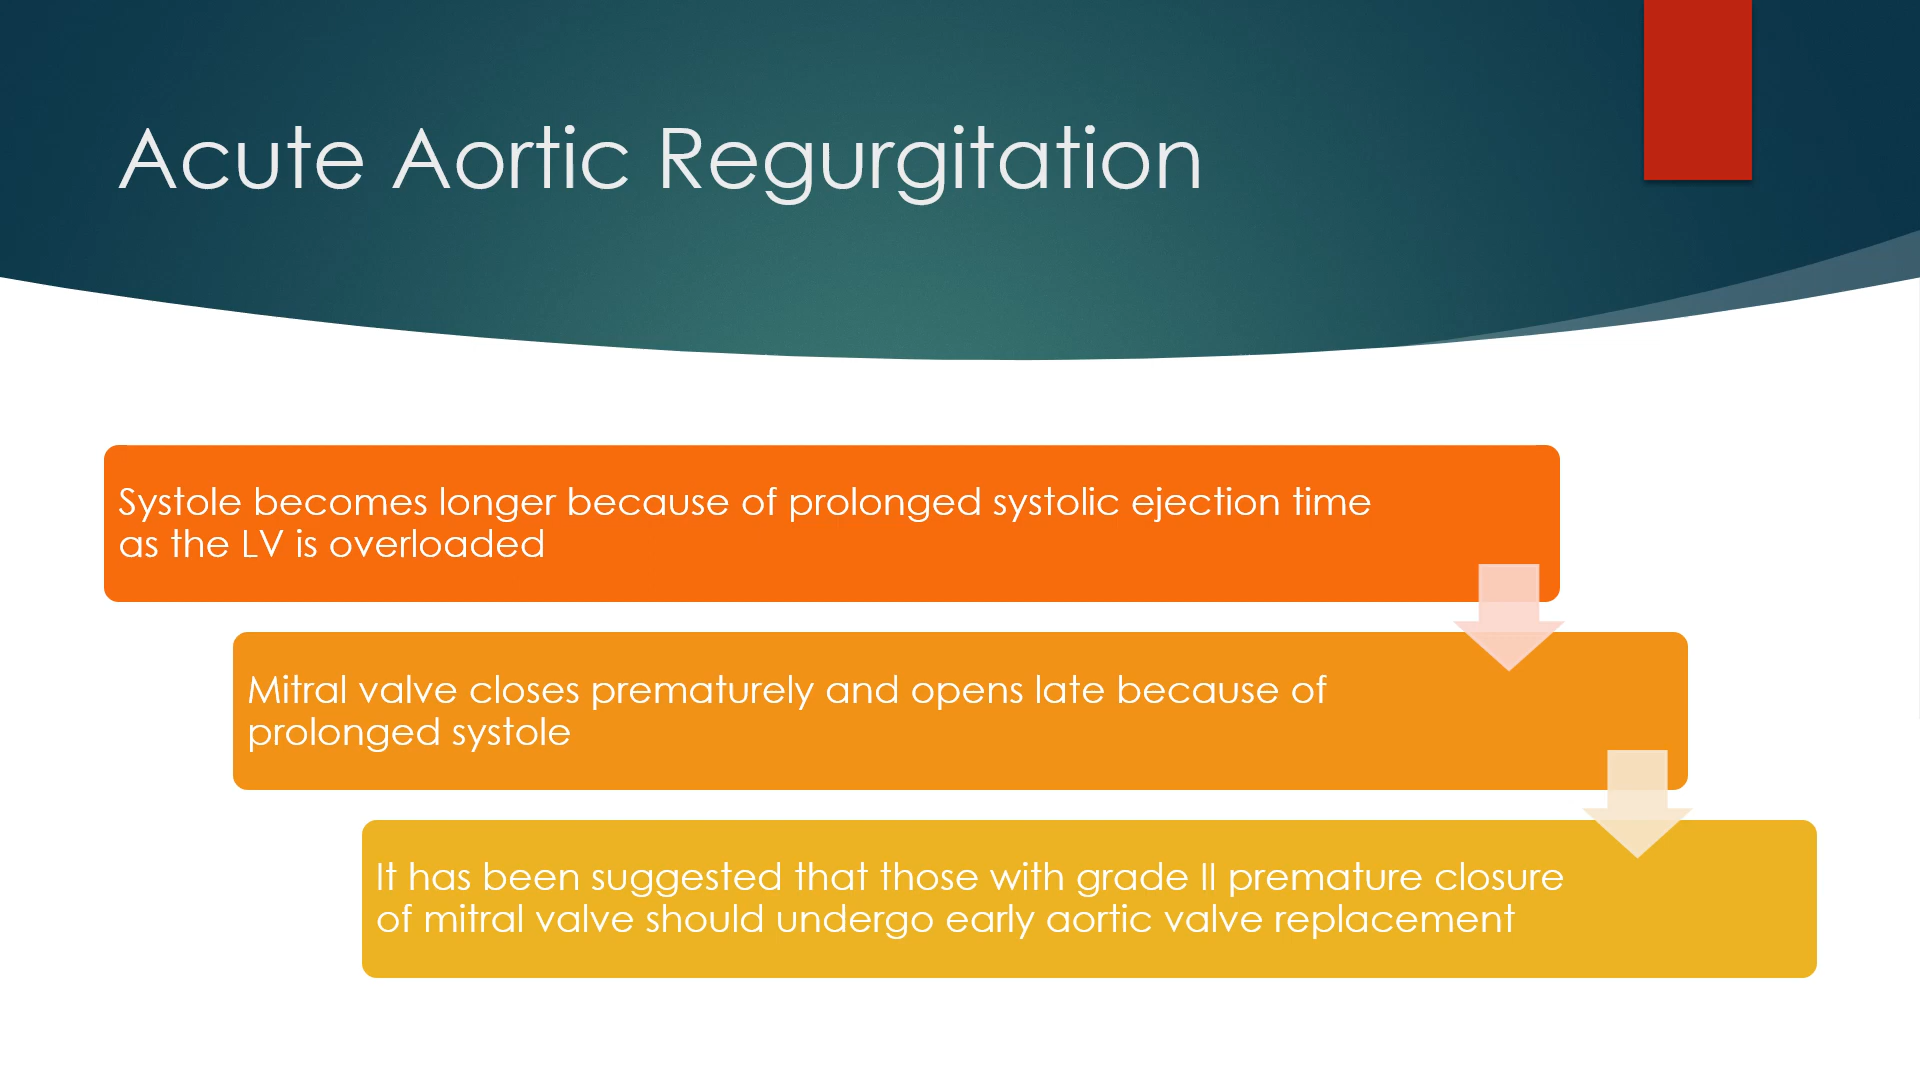 Acute Aortic Regurgitation
Systole becomes longer because of prolonged systolic ejection time
as the LV is overloaded
Mitral valve closes prematurely and opens late because of
prolonged systole
It has been suggested that those with grade II premature closure
of mitral valve should undergo early aortic valve replacement